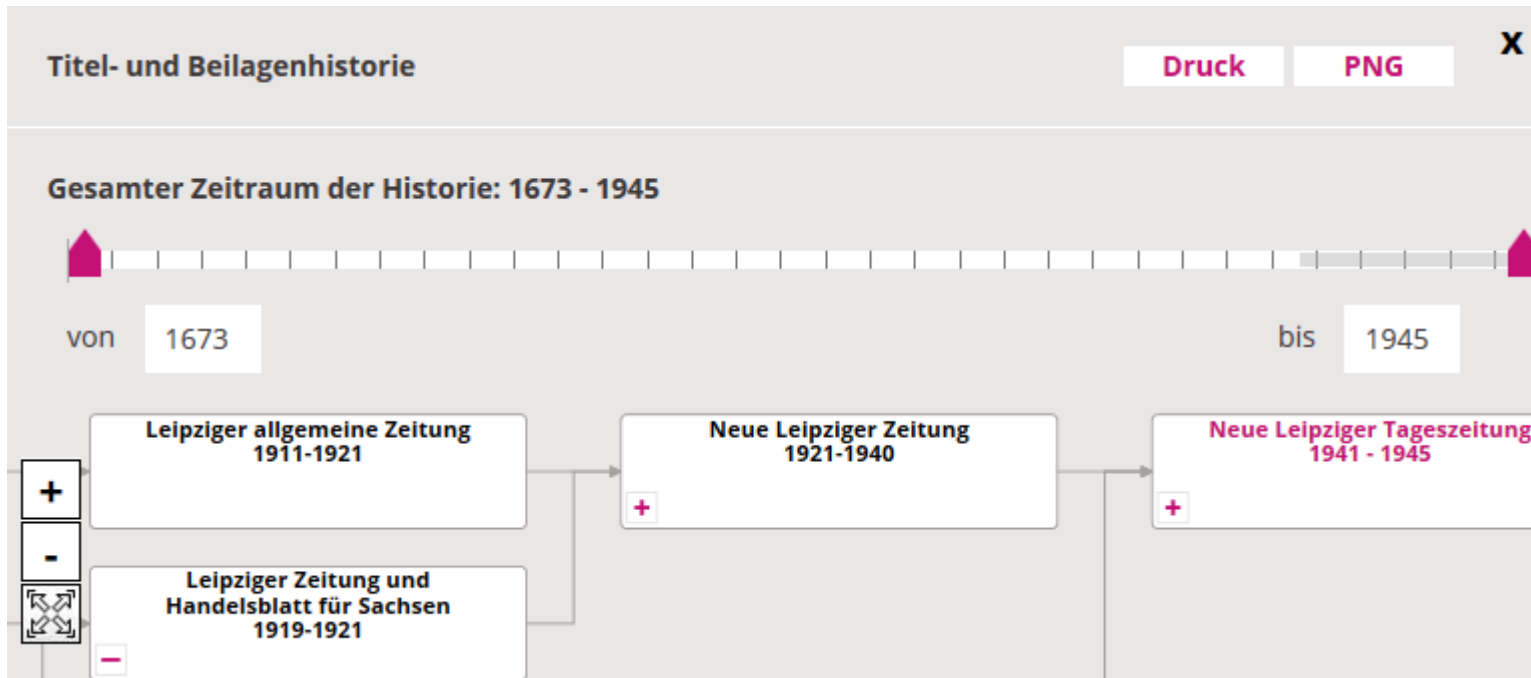 Titel- und Beilagenhistorie
Druck
PNG
X
Gesamter Zeitraum der Historie: 1673 - 1945
von 1673
bis 1945
Leipziger allgemeine Zeitung
1911-1921
Neue Leipziger Zeitung
1921-1940
+
Neue Leipziger Tageszeitung
1941 - 1945
+
+
-
Leipziger Zeitung und
Handelsblatt für Sachsen
1919-1921
−